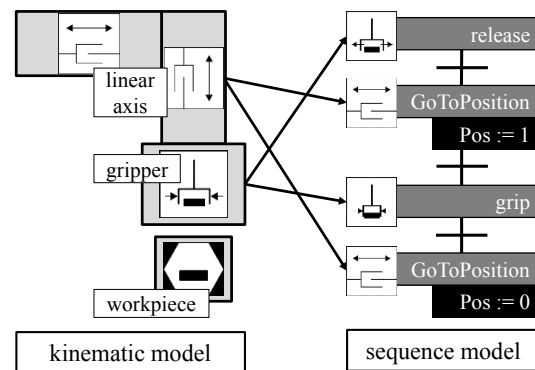 release
linear
axis
GoToPosition
Pos := 1
gripper
grip
GoToPosition
workpiece
Pos := 0
kinematic model
sequence model